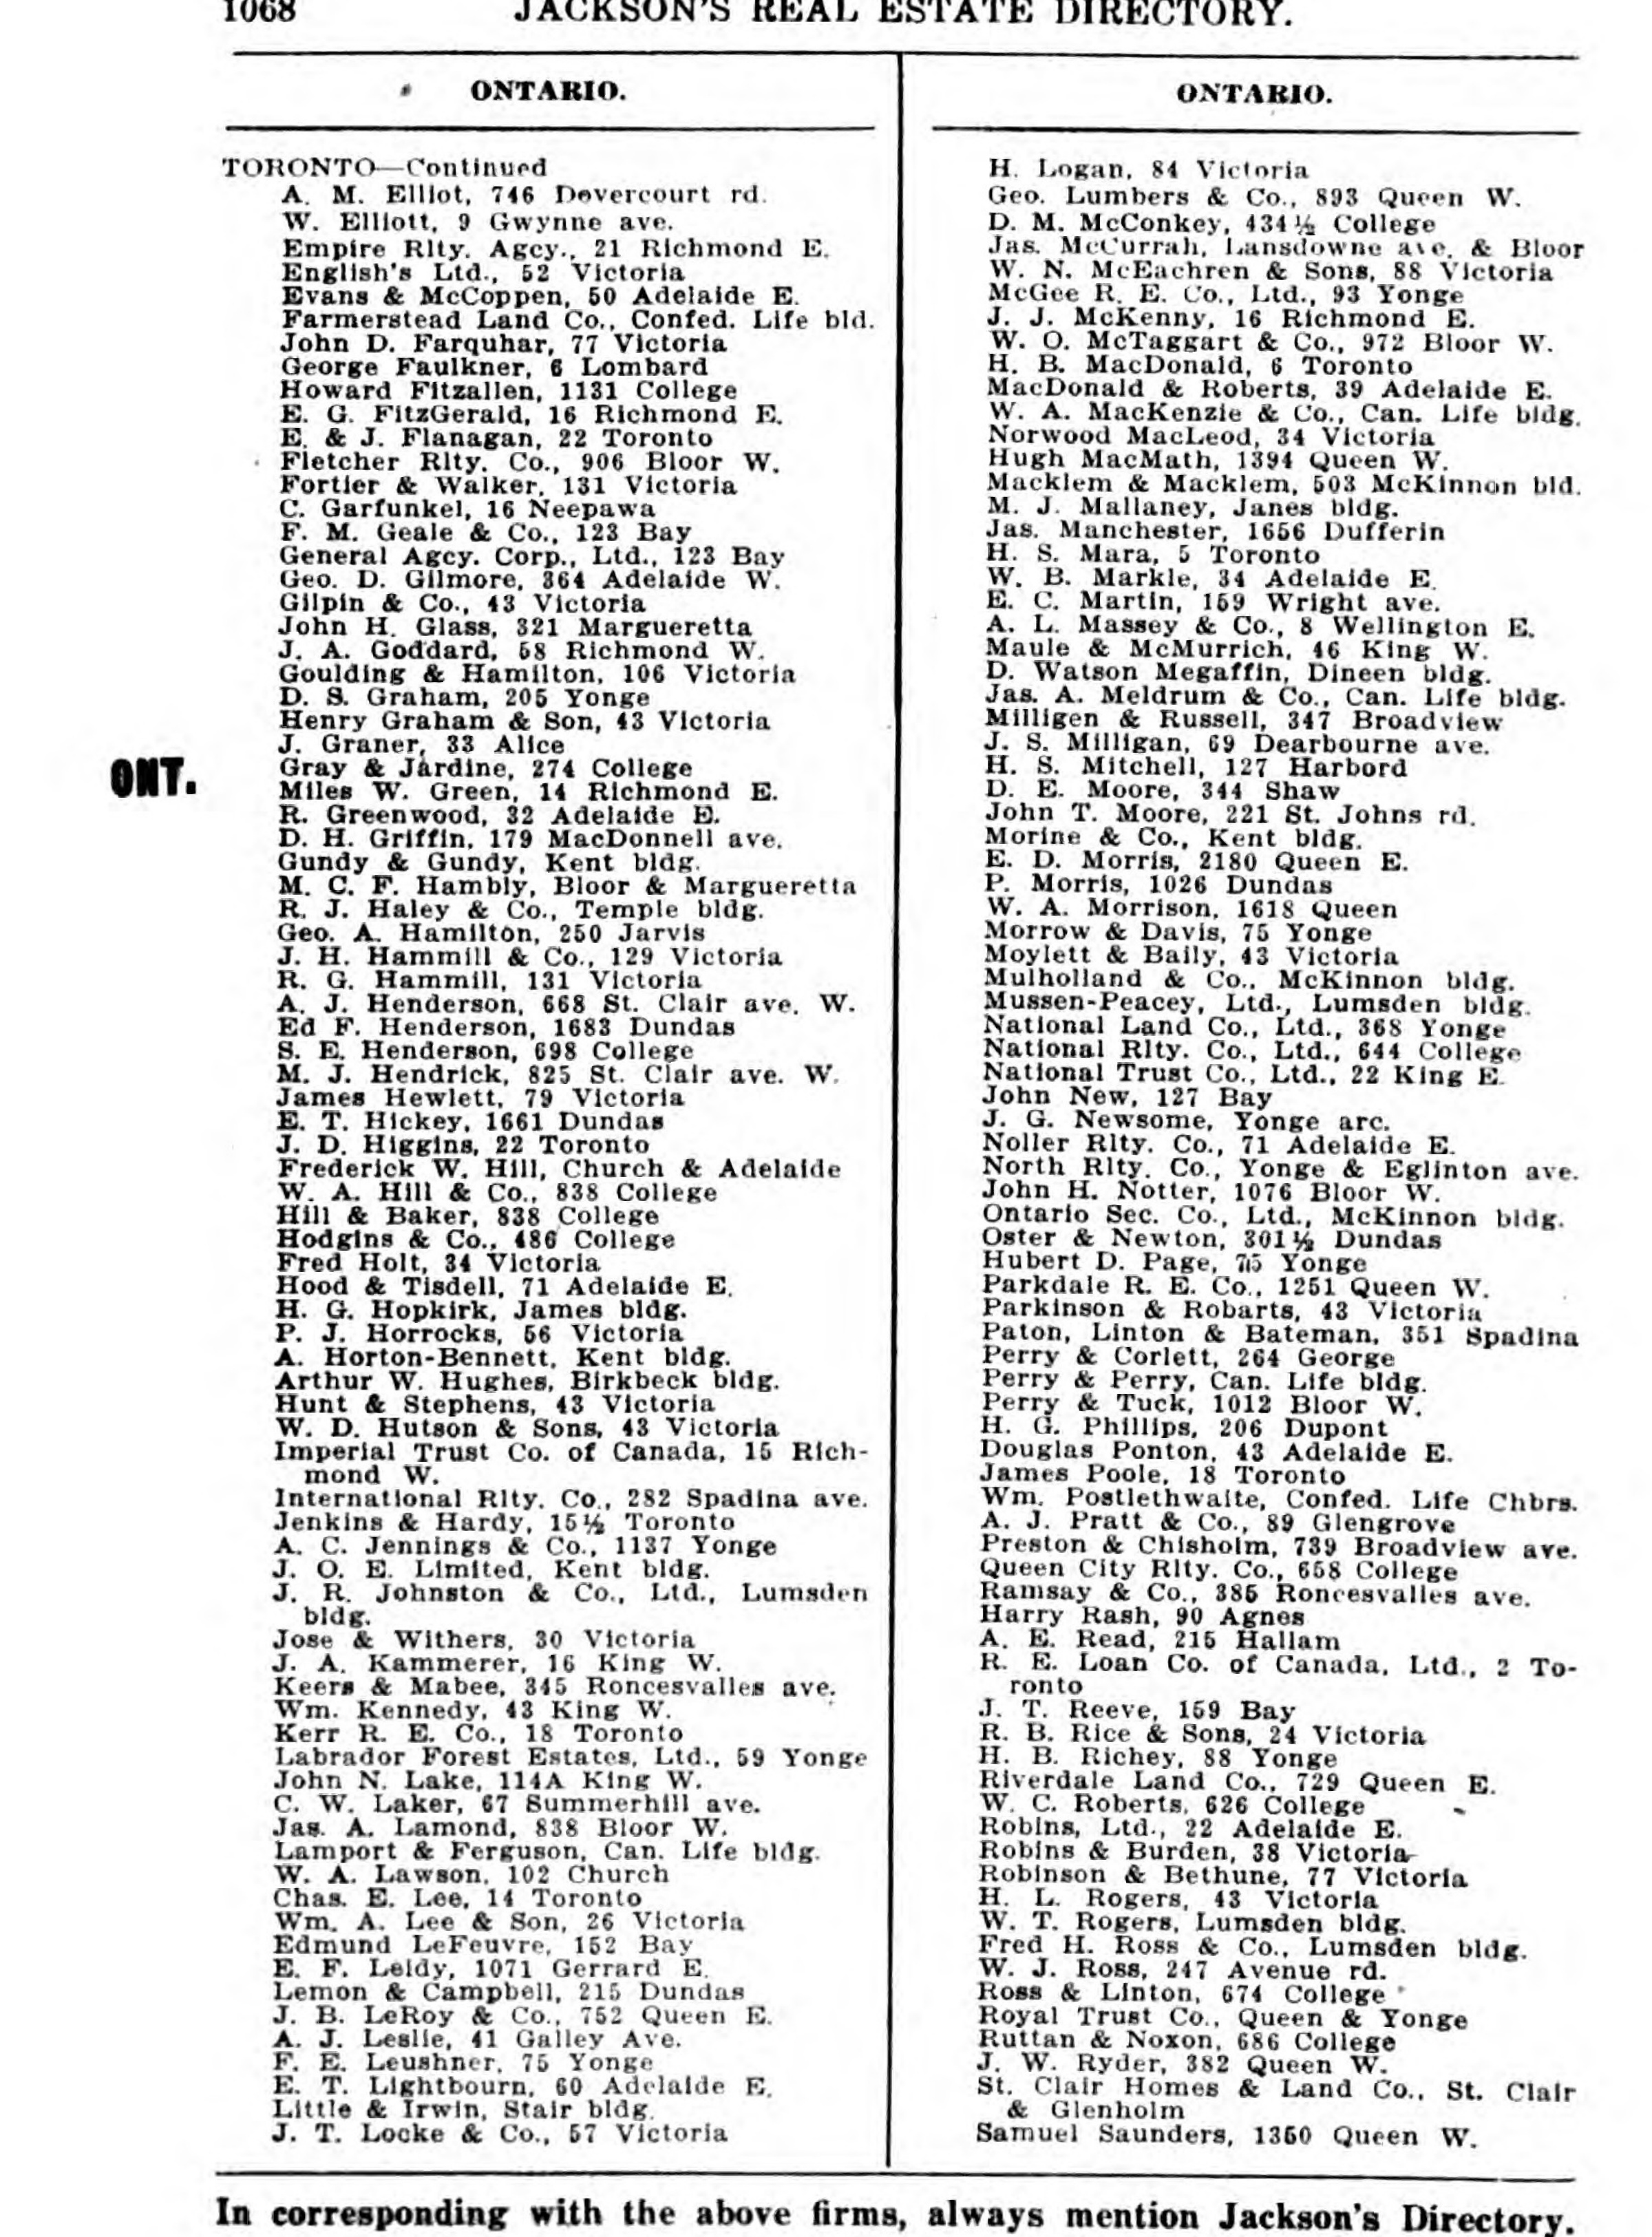 1068 JACKSON'S REAL ESTATE DIRECTORY.
ONTARIO.
TORONTO—Continued
A. M. Elliot, 746 Dovercourt rd.
W. Elliott, 9 Gwynne ave.
Empire Rlty. Agcy., 21 Richmond E.
English's Ltd., 52 Victoria
Evans & McCoppen, 50 Adelaide E.
Farmerstead Land Co., Confed. Life bld.
John D. Farquhar, 77 Victoria
George Faulkner, 6 Lombard
Howard Fitzallen, 1131 College
E. G. FitzGerald, 16 Richmond E.
E. & J. Flanagan, 22 Toronto
Fletcher Rlty. Co., 906 Bloor W.
Fortier & Walker, 131 Victoria
C. Garfunkel, 16 Neepawa
F. M. Geale & Co., 123 Bay
General Agcy. Corp., Ltd., 123 Bay
Geo. D. Gilmore, 364 Adelaide W.
Gilpin & Co., 43 Victoria
John H. Glass, 321 Margueretta
J. A. Goddard, 58 Richmond W.
Goulding & Hamilton, 106 Victoria
D. S. Graham, 205 Yonge
Henry Graham & Son, 43 Victoria
J. Graner, 33 Alice
Gray & Jardine, 274 College
Miles W. Green, 14 Richmond E.
R. Greenwood, 32 Adelaide E.
D. H. Griffin, 179 MacDonnell ave.
Gundy & Gundy, Kent bldg.
M. C. F. Hambly, Bloor & Margueretta
R. J. Haley & Co., Temple bldg.
Geo. A. Hamilton, 250 Jarvis
J. H. Hammill & Co., 129 Victoria
R. G. Hammill, 131 Victoria
A. J. Henderson, 668 St. Clair ave. W.
Ed F. Henderson, 1683 Dundas
S. E. Henderson, 698 College
M. J. Hendrick, 825 St. Clair ave. W.
James Hewlett, 79 Victoria
E. T. Hickey, 1661 Dundas
J. D. Higgins, 22 Toronto
Frederick W. Hill, Church & Adelaide
W. A. Hill & Co., 838 College
Hill & Baker, 838 College
Hodgins & Co., 486 College
Fred Holt, 34 Victoria
Hood & Tisdell, 71 Adelaide E.
H. G. Hopkirk, James bldg.
P. J. Horrocks, 56 Victoria
A. Horton-Bennett, Kent bldg.
Arthur W. Hughes, Birkbeck bldg.
Hunt & Stephens, 43 Victoria
W. D. Hutson & Sons, 43 Victoria
Imperial Trust Co. of Canada, 15 Rich-
mond W.
International Rlty. Co., 282 Spadina ave.
Jenkins & Hardy, 15½ Toronto
A. C. Jennings & Co., 1137 Yonge
J. O. E. Limited, Kent bldg.
J. R. Johnston & Co., Ltd., Lumsden
bldg.
Jose & Withers, 30 Victoria
J. A. Kammerer, 16 King W.
Keers & Mabee, 345 Roncesvalles ave.
Wm. Kennedy, 43 King W.
Kerr R. E. Co., 18 Toronto
Labrador Forest Estates, Ltd., 59 Yonge
John N. Lake, 114A King W.
C. W. Laker, 67 Summerhill ave.
Jas. A. Lamond, 838 Bloor W.
Lamport & Ferguson, Can. Life bldg.
W. A. Lawson, 102 Church
Chas. E. Lee, 14 Toronto
Wm. A. Lee & Son, 26 Victoria
Edmund LeFeuvre, 152 Bay
E. F. Leidy, 1071 Gerrard E.
Lemon & Campbell, 215 Dundas
J. B. LeRoy & Co., 752 Queen E.
A. J. Leslie, 41 Galley Ave.
F. E. Leushner, 75 Yonge
E. T. Lightbourn, 60 Adelaide E.
Little & Irwin, Stair bldg.
J. T. Locke & Co., 57 Victoria
ONT.
ONTARIO.
H. Logan, 84 Victoria
Geo. Lumbers & Co., 893 Queen W.
D. M. McConkey, 434½ College
Jas. McCurrah, Lansdowne ave. & Bloor
W. N. McEachren & Sons, 88 Victoria
McGee R. E. Co., Ltd., 93 Yonge
J. J. McKenny, 16 Richmond E.
W. O. McTaggart & Co., 972 Bloor W.
H. B. MacDonald, 6 Toronto
MacDonald & Roberts, 39 Adelaide E.
W. A. MacKenzie & Co., Can. Life bldg.
Norwood MacLeod, 34 Victoria
Hugh MacMath, 1394 Queen W.
Macklem & Macklem, 503 McKinnon bld.
M. J. Mallaney, Janes bldg.
Jas. Manchester, 1656 Dufferin
H. S. Mara, 5 Toronto
W. B. Markle, 34 Adelaide E.
E. C. Martin, 159 Wright ave.
A. L. Massey & Co., 8 Wellington E.
Maule & McMurrich, 46 King W.
D. Watson Megaffin, Dineen bldg.
Jas. A. Meldrum & Co., Can. Life bldg.
Milligen & Russell, 347 Broadview
J. S. Milligan, 69 Dearbourne ave.
H. S. Mitchell, 127 Harbord
D. E. Moore, 344 Shaw
John T. Moore, 221 St. Johns rd.
Morine & Co., Kent bldg.
E. D. Morris, 2180 Queen E.
P. Morris, 1026 Dundas
W. A. Morrison, 1618 Queen
Morrow & Davis, 75 Yonge
Moylett & Baily, 43 Victoria
Mulholland & Co., McKinnon bldg.
Mussen-Peacey, Ltd., Lumsden bldg.
National Land Co., Ltd., 368 Yonge
National Rlty. Co., Ltd., 644 College
National Trust Co., Ltd., 22 King E.
John New, 127 Bay
J. G. Newsome, Yonge arc.
Noller Rlty. Co., 71 Adelaide E.
North Rlty. Co., Yonge & Eglinton ave.
John H. Notter, 1076 Bloor W.
Ontario Sec. Co., Ltd., McKinnon bldg.
Oster & Newton, 301½ Dundas
Hubert D. Page, 75 Yonge
Parkdale R. E. Co., 1251 Queen W.
Parkinson & Robarts, 43 Victoria
Paton, Linton & Bateman, 351 Spadina
Perry & Corlett, 264 George
Perry & Perry, Can. Life bldg.
Perry & Tuck, 1012 Bloor W.
H. G. Phillips, 206 Dupont
Douglas Ponton, 43 Adelaide E.
James Poole, 18 Toronto
Wm. Postlethwaite, Confed. Life Chbrs.
A. J. Pratt & Co., 89 Glengrove
Preston & Chisholm, 739 Broadview ave.
Queen City Rlty. Co., 658 College
Ramsay & Co., 385 Roncesvalles ave.
Harry Rash, 90 Agnes
A. E. Read, 215 Hallam
R. E. Loan Co. of Canada, Ltd., 2 To-
ronto
J. T. Reeve, 159 Bay
R. B. Rice & Sons, 24 Victoria
H. B. Richey, 88 Yonge
Riverdale Land Co., 729 Queen E.
W. C. Roberts, 626 College
Robins, Ltd., 22 Adelaide E.
Robins & Burden, 38 Victoria
Robinson & Bethune, 77 Victoria
H. L. Rogers, 43 Victoria
W. T. Rogers, Lumsden bldg.
Fred H. Ross & Co., Lumsden bldg.
W. J. Ross, 247 Avenue rd.
Ross & Linton, 674 College
Royal Trust Co., Queen & Yonge
Ruttan & Noxon, 686 College
J. W. Ryder, 382 Queen W.
St. Clair Homes & Land Co., St. Clair
& Glenholm
Samuel Saunders, 1350 Queen W.
In corresponding with the above firms, always mention Jackson's Directory.